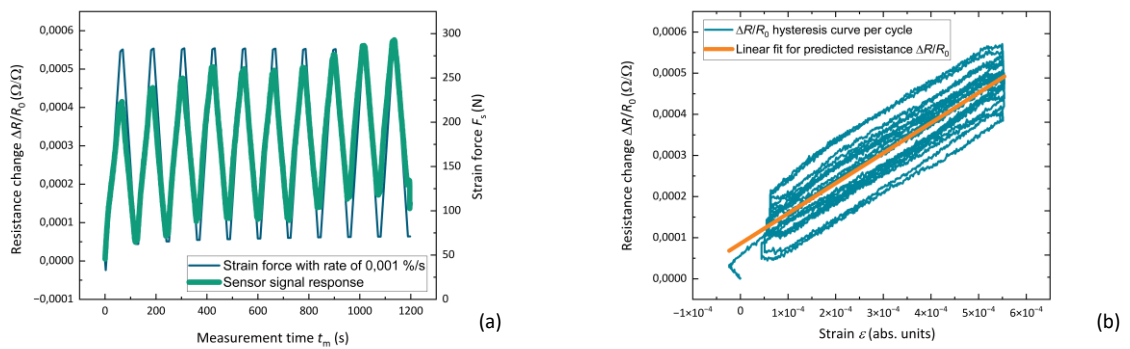 0,0006
0,0005
0,0004
0,0003
0,0002
0,0001
0,0000
−0,0001
Resistance change ΔR/R0 (Ω/Ω)
300
250
200
150
100
50
0
Strain force Fs (N)
Strain force with rate of 0,001 %/s
Sensor signal response
0 200 400 600 800 1000 1200
Measurement time tm (s)
(a)
0,0006
0,0005
0,0004
0,0003
0,0002
0,0001
0,0000
Resistance change ΔR/R0 (Ω/Ω)
ΔR/R0 hysteresis curve per cycle
Linear fit for predicted resistance ΔR/R0
−1×10−4 0 1×10−4 2×10−4 3×10−4 4×10−4 5×10−4 6×10−4
Strain ε (abs. units)
(b)